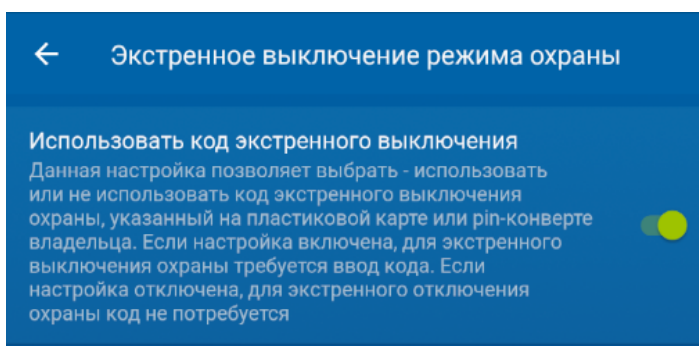 Экстренное выключение режима охраны
Использовать код экстренного выключения
Данная настройка позволяет выбрать - использовать
или не использовать код экстренного выключения
охраны, указанный на пластиковой карте или pin-конверте
владельца. Если настройка включена, для экстренного
выключения охраны требуется ввод кода. Если
настройка отключена, для экстренного отключения
охраны код не потребуется